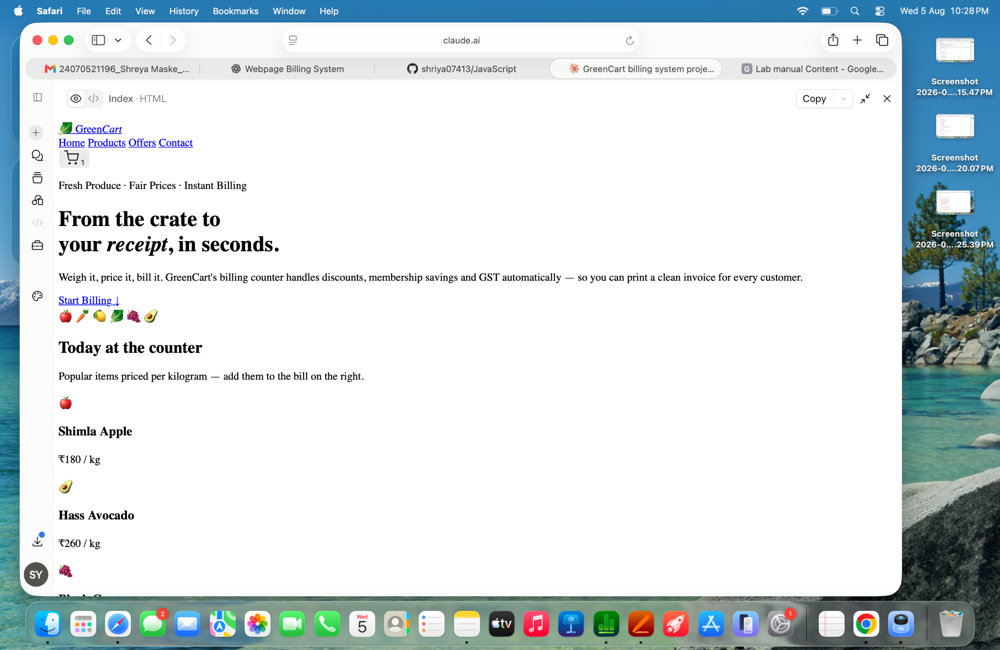 Safari File Edit View History Bookmarks Window Help
Wed 5 Aug 10:28 PM
claude.ai
24070521196_Shreya Maske_...
Webpage Billing System
shriya07413/JavaScript
GreenCart billing system proje...
G Lab manual Content - Google...
Index · HTML
Copy
GreenCart
Home Products Offers Contact
1
Fresh Produce · Fair Prices · Instant Billing
From the crate to
your receipt, in seconds.
Weigh it, price it, bill it. GreenCart's billing counter handles discounts, membership savings and GST automatically — so you can print a clean invoice for every customer.
Start Billing ↓
Today at the counter
Popular items priced per kilogram — add them to the bill on the right.
Shimla Apple
₹180 / kg
Hass Avocado
₹260 / kg
SY
Screenshot
2026-0....15.47 PM
Screenshot
2026-0....20.07 PM
Screenshot
2026-0....25.39 PM
2
Wed
5
tv
1